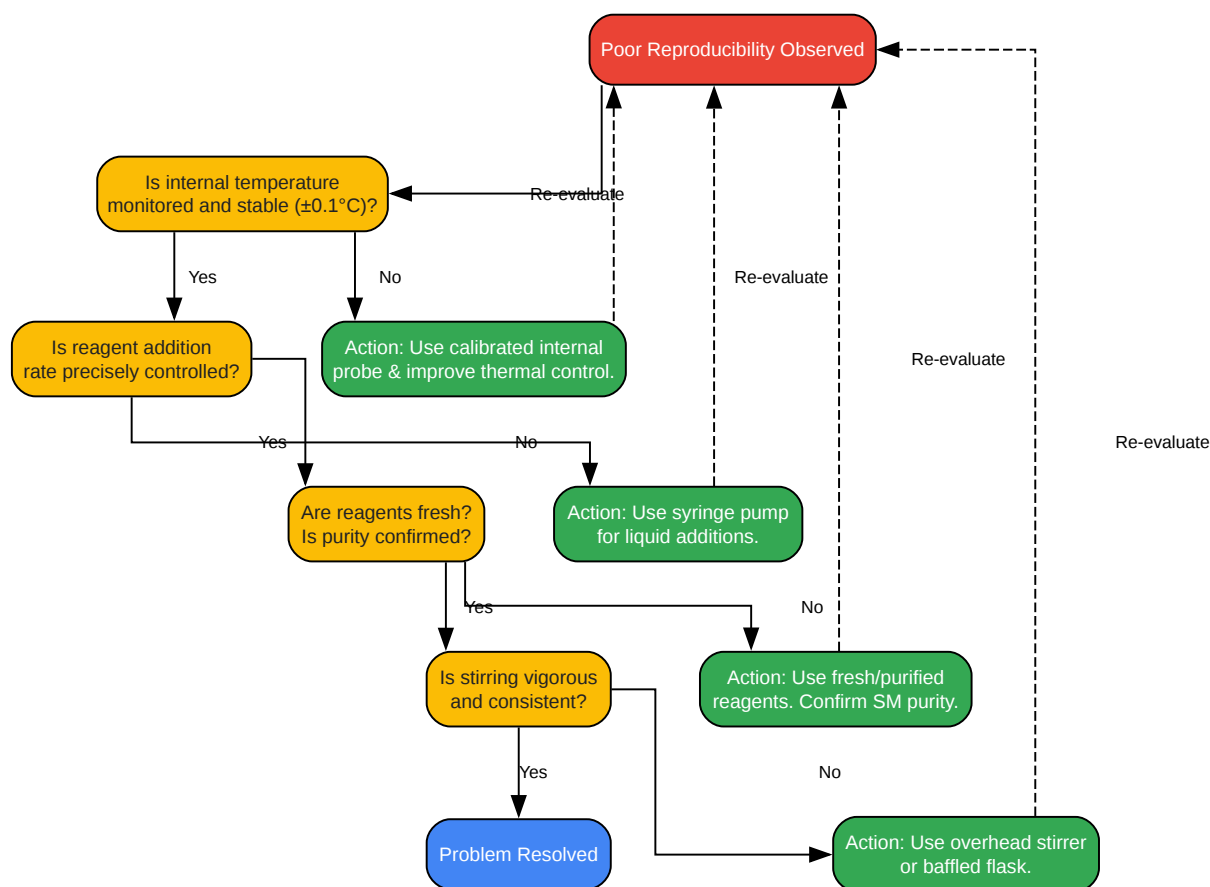 Poor Reproducibility Observed
Is internal temperature
monitored and stable (±0.1°C)?
Re-evaluate
Yes
No
Re-evaluate
Is reagent addition
rate precisely controlled?
Action: Use calibrated internal
probe & improve thermal control.
Re-evaluate
Yes
No
Re-evaluate
Are reagents fresh?
Is purity confirmed?
Action: Use syringe pump
for liquid additions.
Yes
No
Is stirring vigorous
and consistent?
Action: Use fresh/purified
reagents. Confirm SM purity.
Yes
No
Problem Resolved
Action: Use overhead stirrer
or baffled flask.